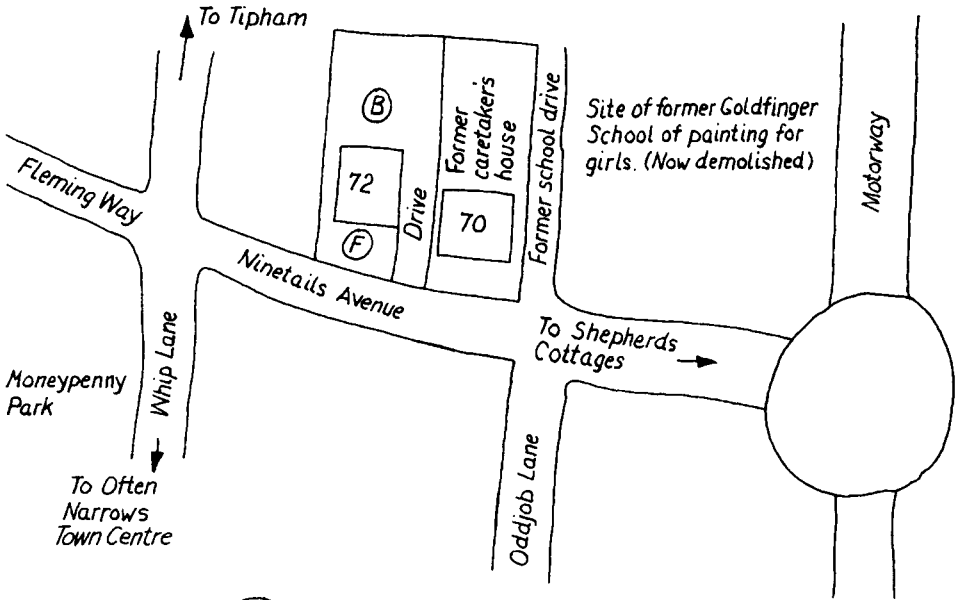 To Tipham
Fleming Way
B
72
F
Drive
Former
caretaker's
house
70
Former school drive
Site of former Goldfinger
School of painting for
girls. (Now demolished)
Motorway
Ninetails Avenue
To Shepherds
Cottages
Whip Lane
Moneypenny
Park
To Often
Narrows
Town Centre
Oddjob Lane